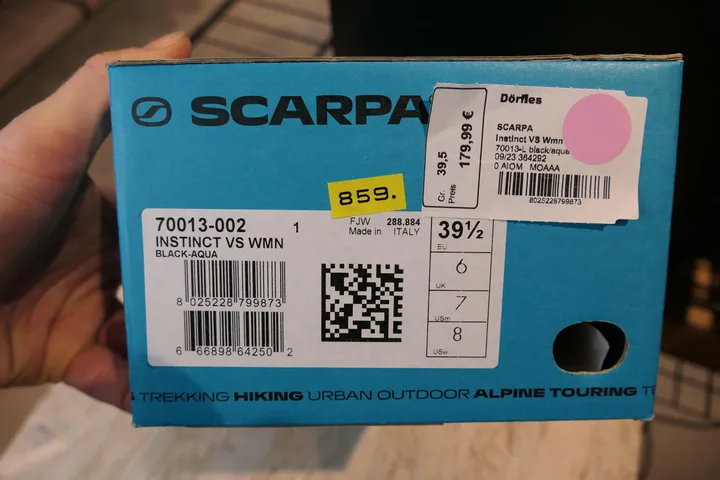 SCARPA
Gr. 39,5
Preis 179,99 €
Dörfles
SCARPA
Instinct VS Wmn
70013-L black/aqua
09/23 364292
0 AIOM MOAAA
8025228799873
859.
70013-002 1
INSTINCT VS WMN
BLACK-AQUA
FJW 288.884
Made in ITALY
8 025228 799873
6 66898 64250 2
39½
EU
6
UK
7
USm
8
USw
TREKKING HIKING URBAN OUTDOOR ALPINE TOURING